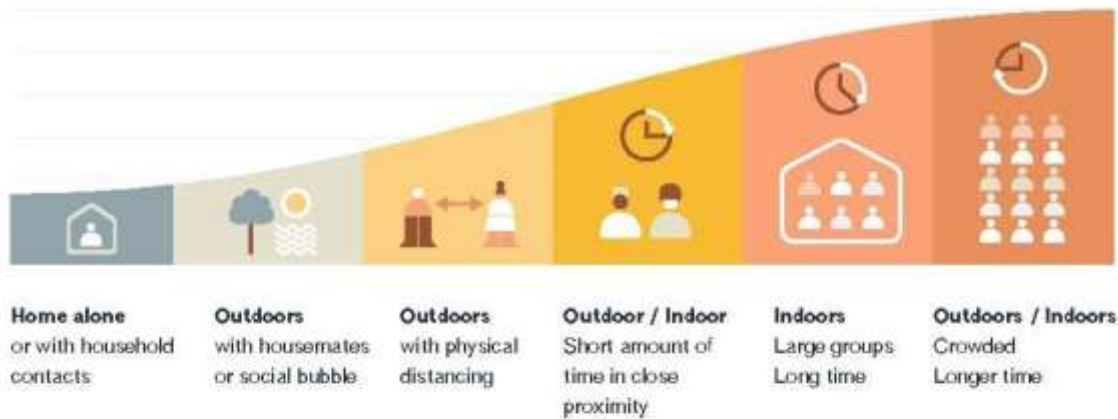 Home alone
or with household
contacts
Outdoors
with housemates
or social bubble
Outdoors
with physical
distancing
Outdoor / Indoor
Short amount of
time in close
proximity
Indoors
Large groups
Long time
Outdoors / Indoors
Crowded
Longer time